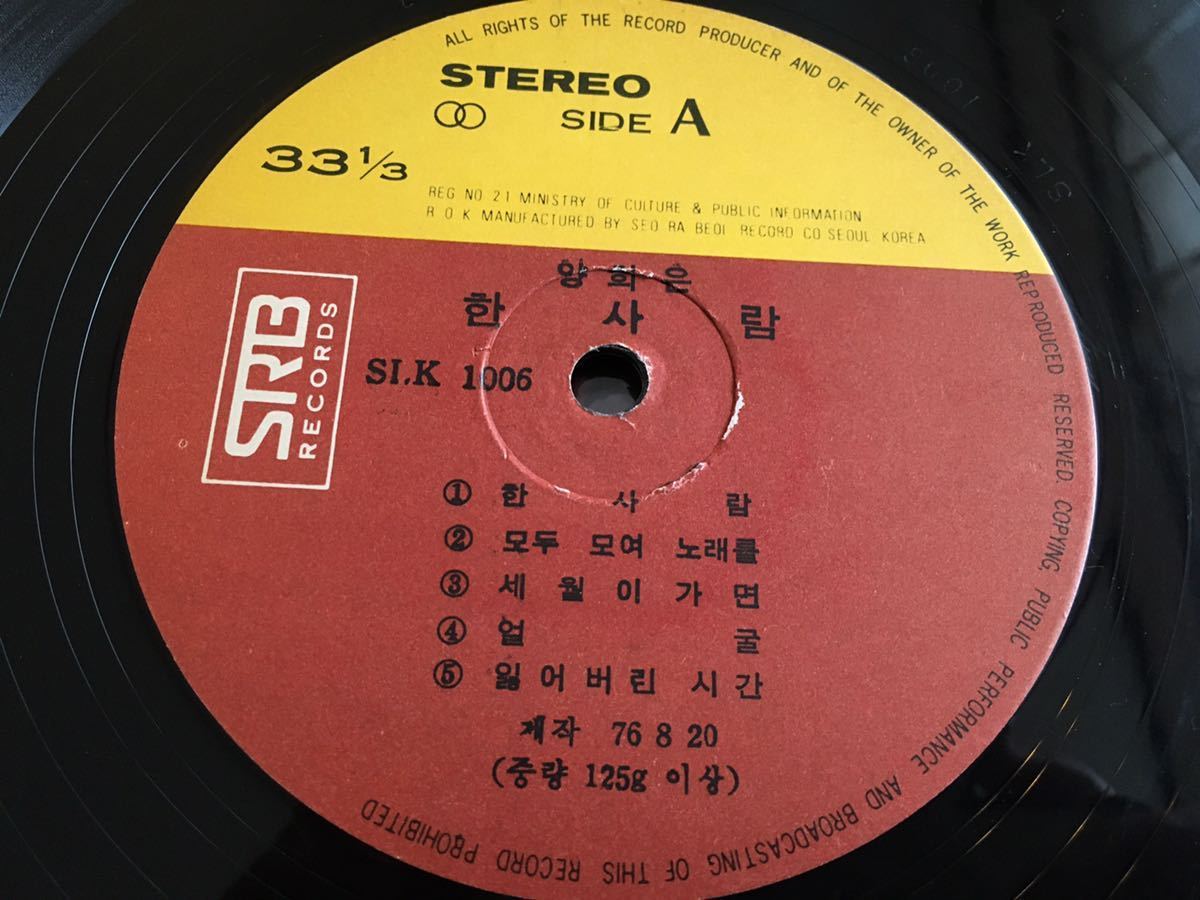 ALL RIGHTS OF THE RECORD PRODUCER AND OF THE OWNER OF THE WORK REPRODUCED RESERVED. COPYING, PUBLIC PERFORMANCE AND BROADCASTING OF THIS RECORD PROHIBITED
STEREO
SIDE A
33 1/3
REG NO 21 MINISTRY OF CULTURE & PUBLIC INFORMATION
R O K MANUFACTURED BY SEO RA BEOL RECORD CO SEOUL KOREA
양희은
한 사 람
SRB
RECORDS
SLK 1006
① 한 사 람
② 모두 모여 노래를
③ 세월이 가면
④ 얼 굴
⑤ 잃어버린 시간
제작 76 8 20
(중량 125g 이상)